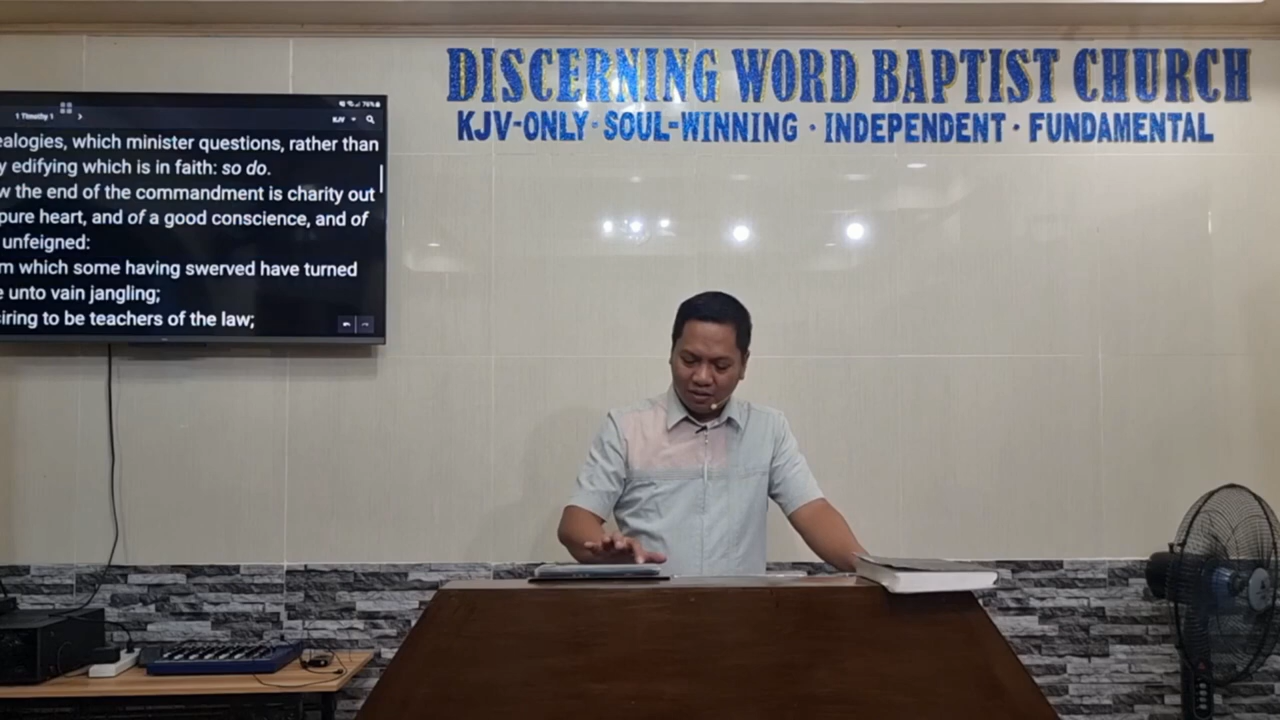 DISCERNING WORD BAPTIST CHURCH
KJV-ONLY · SOUL-WINNING · INDEPENDENT · FUNDAMENTAL
76%
1 Timothy 1
KJV
ealogies, which minister questions, rather than
y edifying which is in faith: so do.
w the end of the commandment is charity out
pure heart, and of a good conscience, and of
unfeigned:
m which some having swerved have turned
e unto vain jangling;
iring to be teachers of the law;